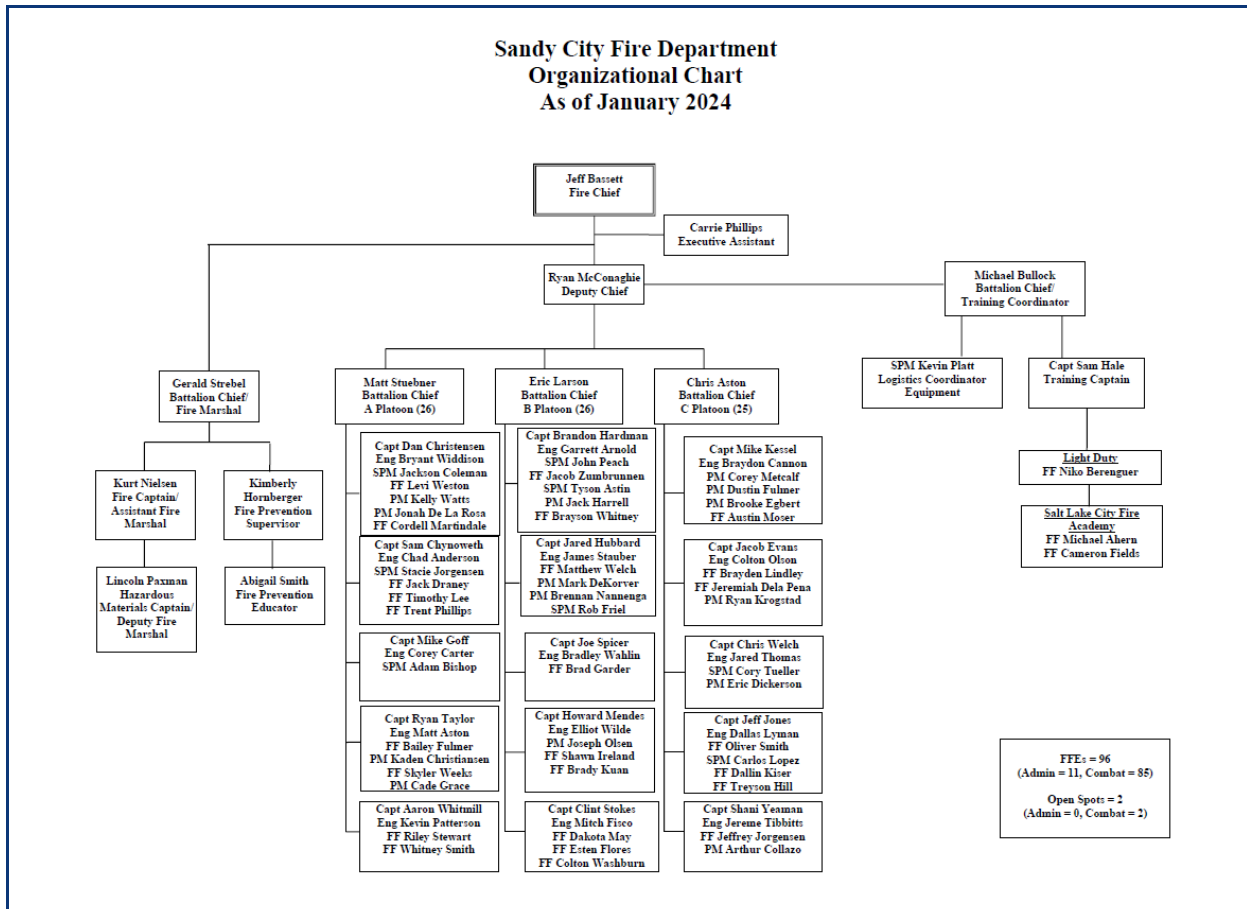 Sandy City Fire Department
Organizational Chart
As of January 2024
Jeff Bassett
Fire Chief
Carrie Phillips
Executive Assistant
Ryan McConaghie
Deputy Chief
Michael Bullock
Battalion Chief/
Training Coordinator
SPM Kevin Platt
Logistics Coordinator
Equipment
Capt Sam Hale
Training Captain
Light Duty
FF Niko Berenguer
Salt Lake City Fire
Academy
FF Michael Ahern
FF Cameron Fields
Gerald Strebel
Battalion Chief/
Fire Marshal
Kurt Nielsen
Fire Captain/
Assistant Fire
Marshal
Kimberly
Hornberger
Fire Prevention
Supervisor
Lincoln Paxman
Hazardous
Materials Captain/
Deputy Fire
Marshal
Abigail Smith
Fire Prevention
Educator
Matt Stuebner
Battalion Chief
A Platoon (26)
Capt Dan Christensen
Eng Bryant Widdison
SPM Jackson Coleman
FF Levi Weston
PM Kelly Watts
PM Jonah De La Rosa
FF Cordell Martindale
Capt Sam Chynoweth
Eng Chad Anderson
SPM Stacie Jorgensen
FF Jack Draney
FF Timothy Lee
FF Trent Phillips
Capt Mike Goff
Eng Corey Carter
SPM Adam Bishop
Capt Ryan Taylor
Eng Matt Aston
FF Bailey Fulmer
PM Kaden Christiansen
FF Skyler Weeks
PM Cade Grace
Capt Aaron Whitmill
Eng Kevin Patterson
FF Riley Stewart
FF Whitney Smith
Eric Larson
Battalion Chief
B Platoon (26)
Capt Brandon Hardman
Eng Garrett Arnold
SPM John Peach
FF Jacob Zumbrunnen
SPM Tyson Astin
PM Jack Harrell
FF Brayson Whitney
Capt Jared Hubbard
Eng James Stauber
FF Matthew Welch
PM Mark DeKorver
PM Brennan Nannenga
SPM Rob Friel
Capt Joe Spicer
Eng Bradley Wahlin
FF Brad Garder
Capt Howard Mendes
Eng Elliot Wilde
PM Joseph Olsen
FF Shawn Ireland
FF Brady Kuan
Capt Clint Stokes
Eng Mitch Fisco
FF Dakota May
FF Esten Flores
FF Colton Washburn
Chris Aston
Battalion Chief
C Platoon (25)
Capt Mike Kessel
Eng Braydon Cannon
PM Corey Metcalf
PM Dustin Fulmer
PM Brooke Egbert
FF Austin Moser
Capt Jacob Evans
Eng Colton Olson
FF Brayden Lindley
FF Jeremiah Dela Pena
PM Ryan Krogstad
Capt Chris Welch
Eng Jared Thomas
SPM Cory Tueller
PM Eric Dickerson
Capt Jeff Jones
Eng Dallas Lyman
FF Oliver Smith
SPM Carlos Lopez
FF Dallin Kiser
FF Treyson Hill
Capt Shani Yeaman
Eng Jereme Tibbitts
FF Jeffrey Jorgensen
PM Arthur Collazo
FFEs = 96
(Admin = 11, Combat = 85)
Open Spots = 2
(Admin = 0, Combat = 2)